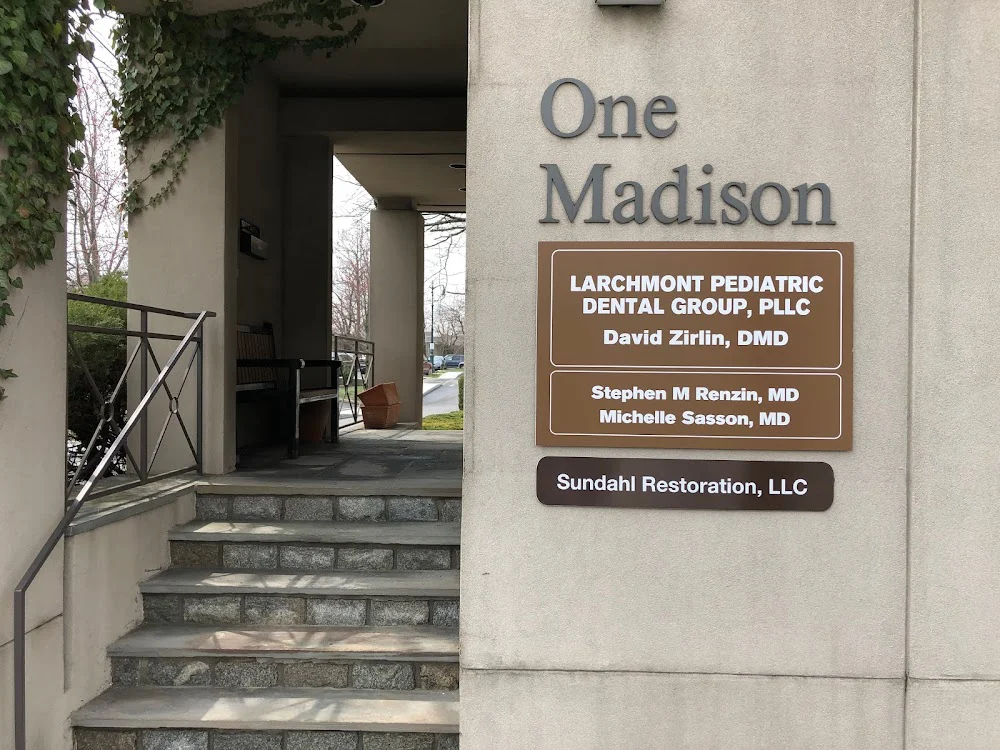 One
Madison
LARCHMONT PEDIATRIC
DENTAL GROUP, PLLC
David Zirlin, DMD
Stephen M Renzin, MD
Michelle Sasson, MD
Sundahl Restoration, LLC